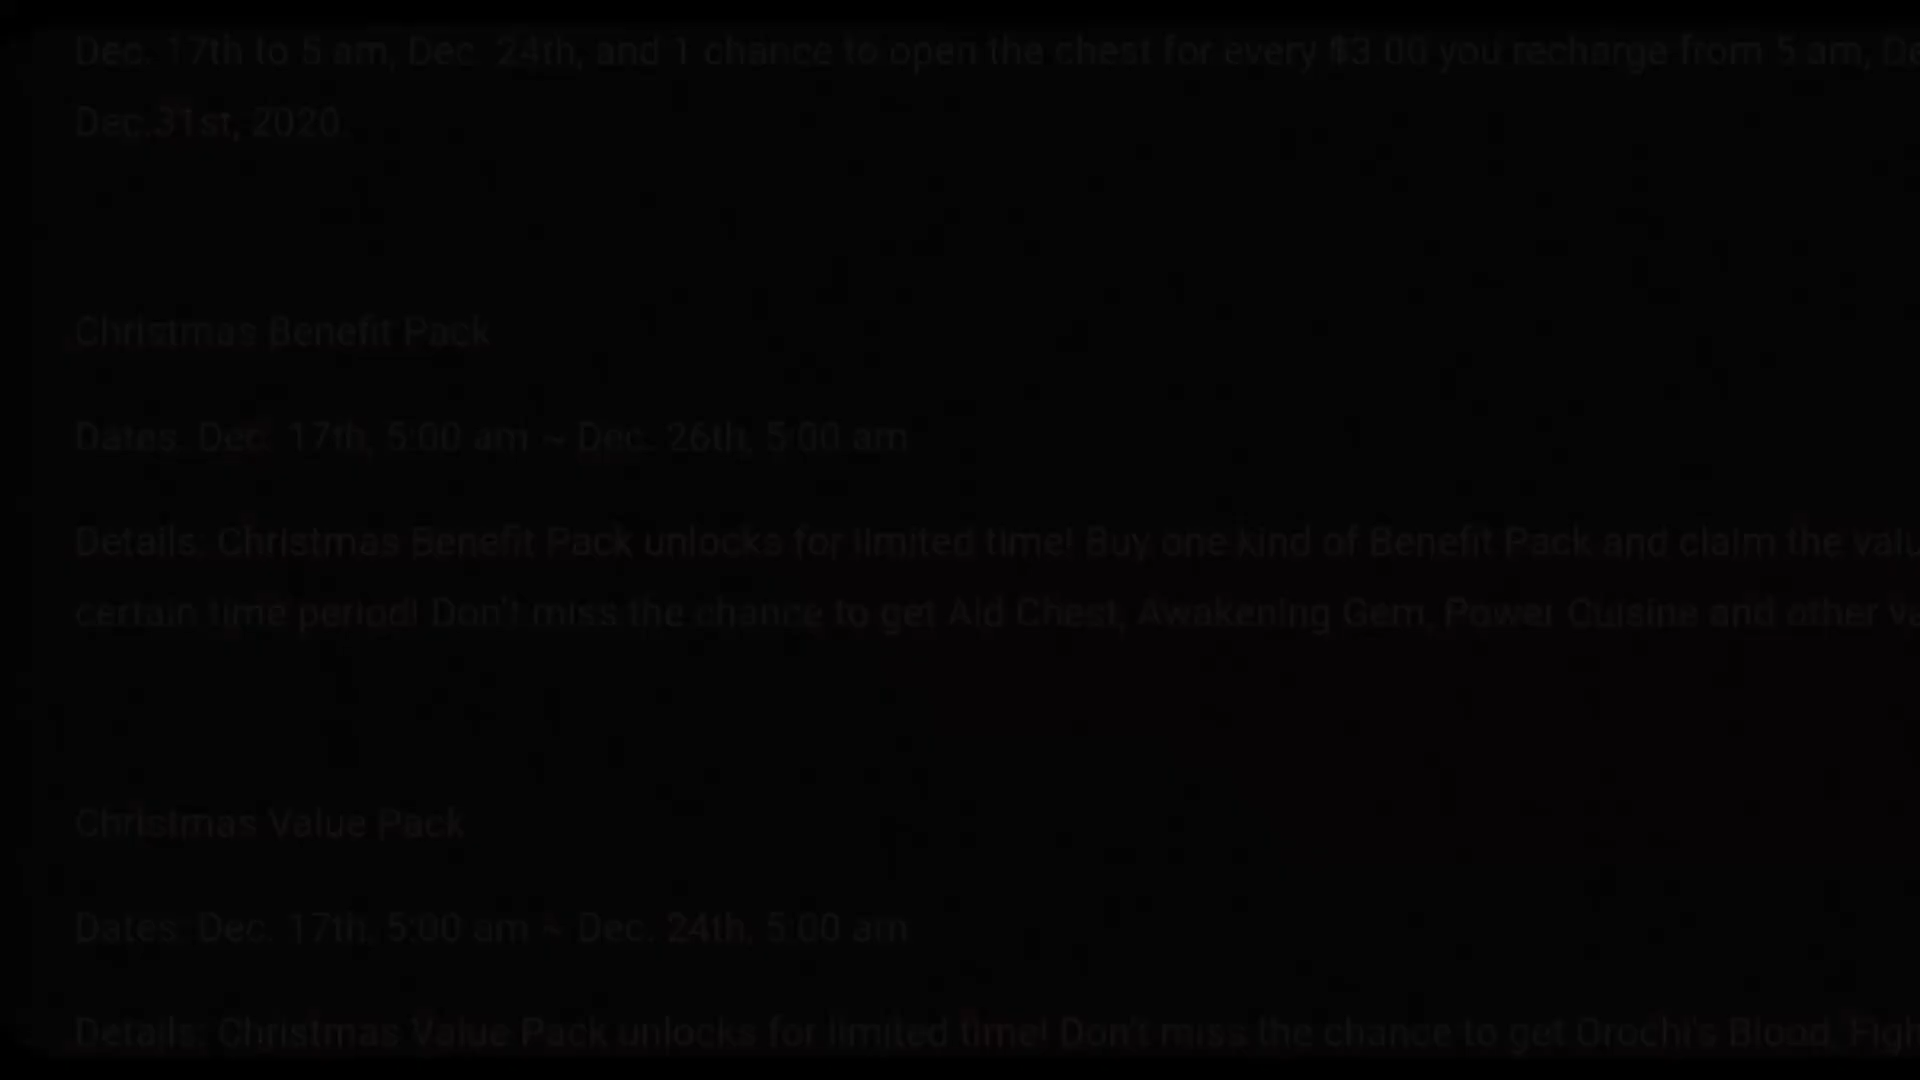 Dec. 17th to 5 am, Dec. 24th, and 1 chance to open the chest for every $3.00 you recharge from 5 am,
Dec.31st, 2020.
Christmas Benefit Pack
Dates: Dec. 17th, 5:00 am ~ Dec. 26th, 5:00 am
Details: Christmas Benefit Pack unlocks for limited time! Buy one kind of Benefit Pack and claim the
certain time period! Don't miss the chance to get Aid Chest, Awakening Gem, Power Cuisine and other
Christmas Value Pack
Dates: Dec. 17th, 5:00 am ~ Dec. 24th, 5:00 am
Details: Christmas Value Pack unlocks for limited time! Don't miss the chance to get Orochi's Blood,